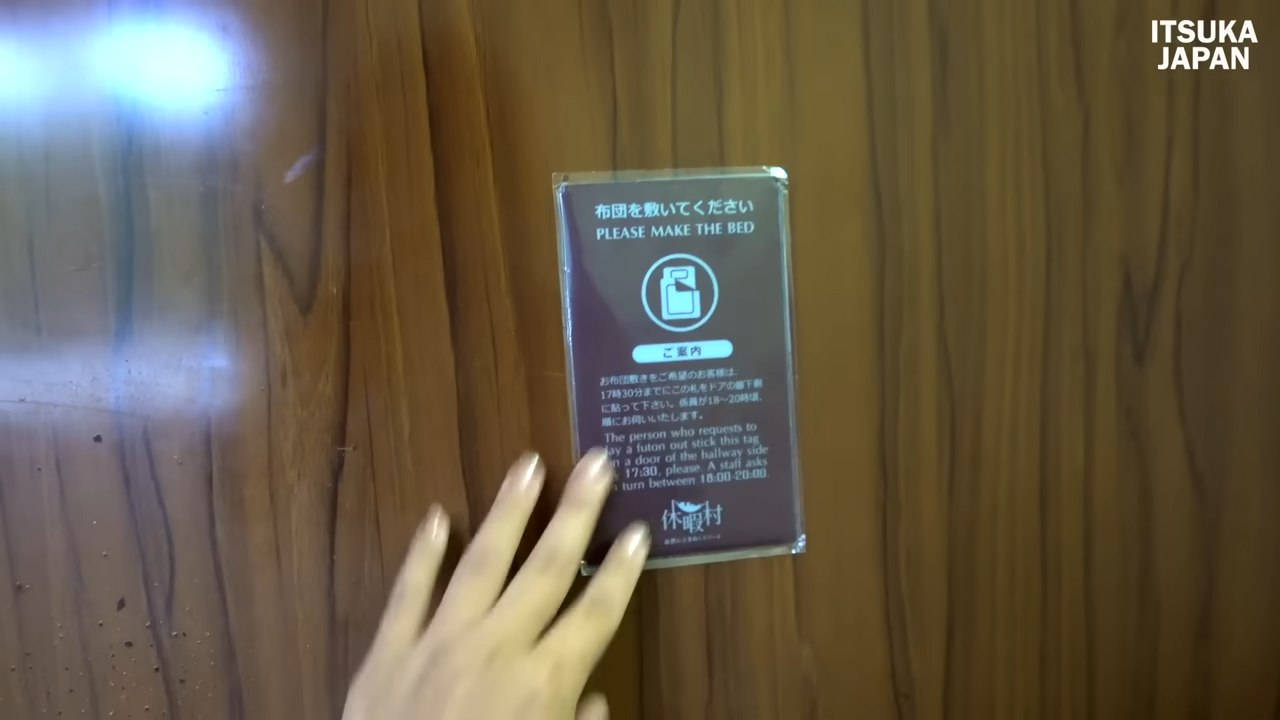 ITSUKA
JAPAN
布団を敷いてください
PLEASE MAKE THE BED
ご案内
お布団敷きをご希望のお客様は、
17時30分までにこの札をドアの廊下側
に貼って下さい。係員が18〜20時頃、
順にお伺いいたします。
The person who requests to
lay a futon out stick this tag
n a door of the hallway side
17:30, please. A staff asks
turn between 18:00-20:00.
休暇村